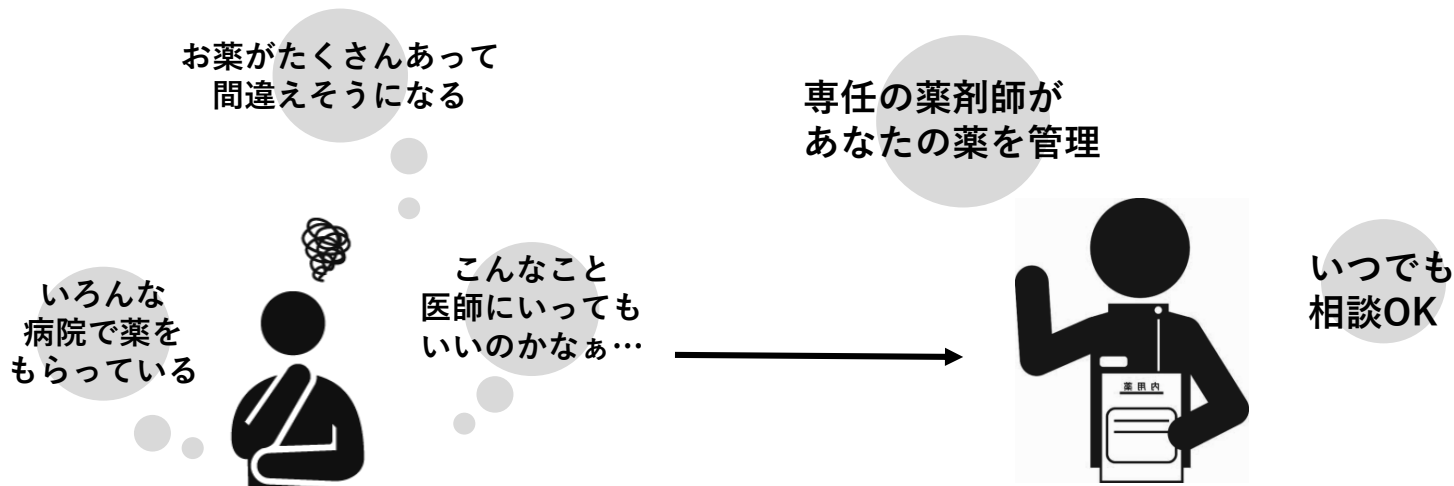 お薬がたくさんあって
間違えそうになる
いろんな
病院で薬を
もらっている
こんなこと
医師にいっても
いいのかなぁ…
専任の薬剤師が
あなたの薬を管理
いつでも
相談OK
薬用内